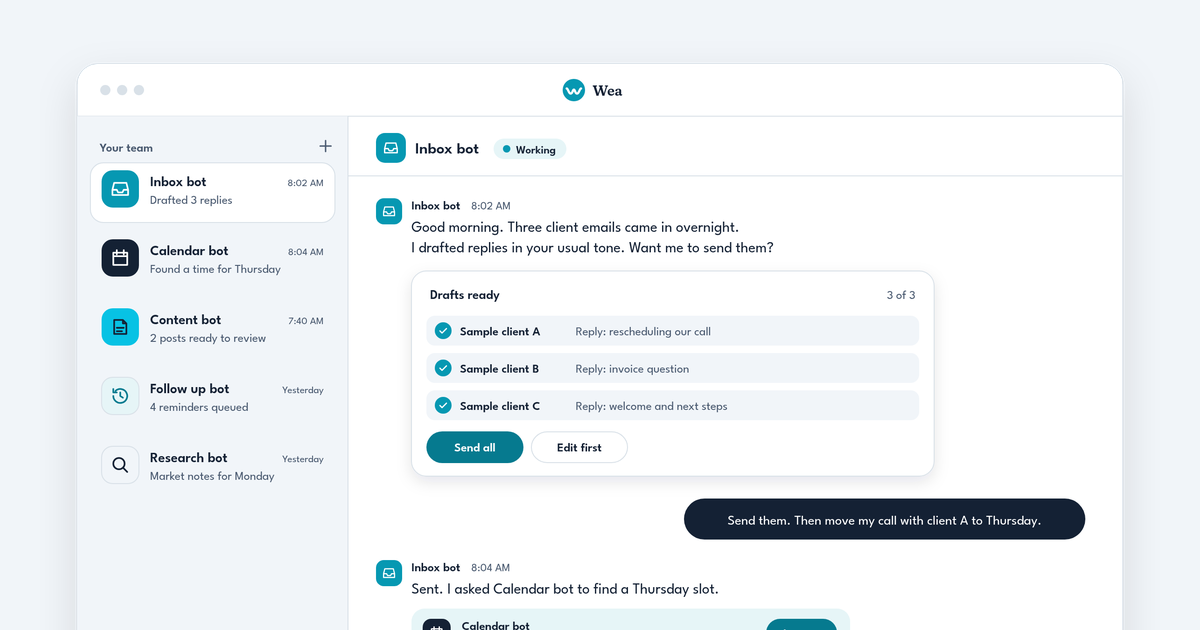 Wea
Your team
Inbox bot 8:02 AM
Drafted 3 replies
Calendar bot 8:04 AM
Found a time for Thursday
Content bot 7:40 AM
2 posts ready to review
Follow up bot Yesterday
4 reminders queued
Research bot Yesterday
Market notes for Monday
Inbox bot Working
Inbox bot 8:02 AM
Good morning. Three client emails came in overnight.
I drafted replies in your usual tone. Want me to send them?
Drafts ready 3 of 3
Sample client A Reply: rescheduling our call
Sample client B Reply: invoice question
Sample client C Reply: welcome and next steps
Send all Edit first
Send them. Then move my call with client A to Thursday.
Inbox bot 8:04 AM
Sent. I asked Calendar bot to find a Thursday slot.
Calendar bot